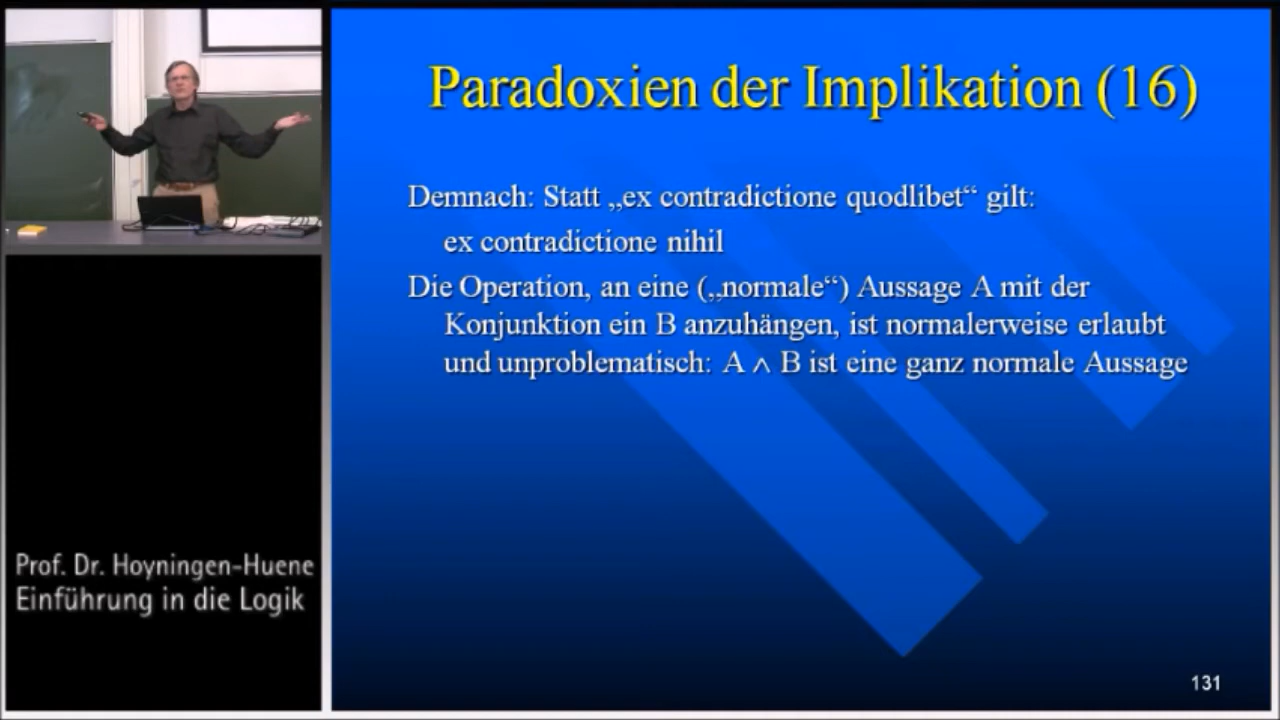 Paradoxien der Implikation (16)
Demnach: Statt „ex contradictione quodlibet“ gilt:
ex contradictione nihil
Die Operation, an eine („normale“) Aussage A mit der
Konjunktion ein B anzuhängen, ist normalerweise erlaubt
und unproblematisch: A ∧ B ist eine ganz normale Aussage
Prof. Dr. Hoyningen-Huene
Einführung in die Logik
131